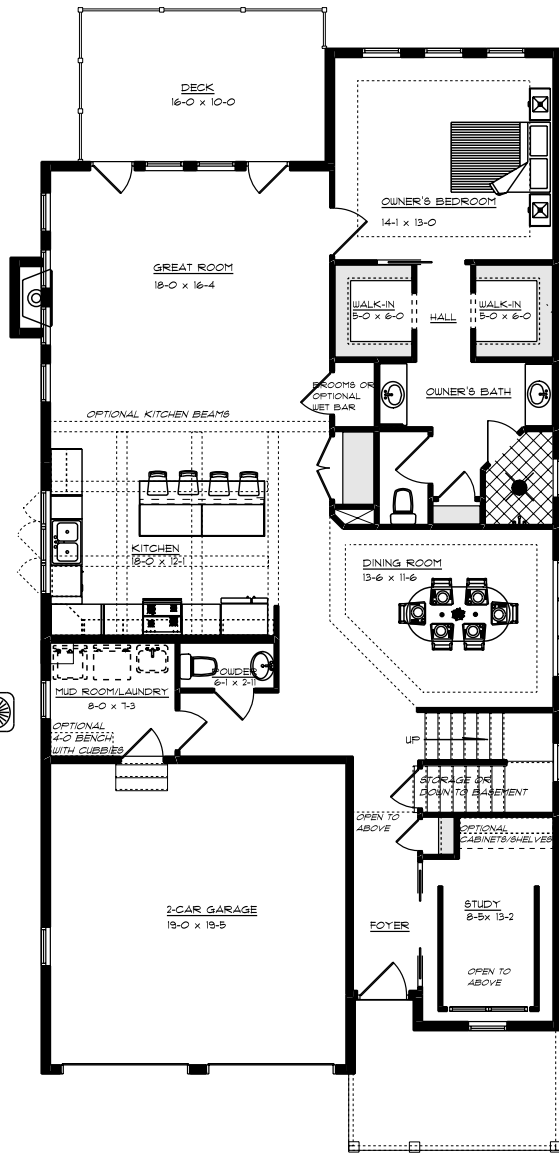 DECK
16-0 x 10-0
OWNER'S BEDROOM
14-1 x 13-0
GREAT ROOM
18-0 x 16-4
WALK-IN
5-0 x 6-0
HALL
WALK-IN
5-0 x 6-0
BROOMS OR
OPTIONAL
WET BAR
OWNER'S BATH
OPTIONAL KITCHEN BEAMS
KITCHEN
18-0 x 12-1
DINING ROOM
13-6 x 11-6
POWDER
6-1 x 2-11
MUD ROOM/LAUNDRY
8-0 x 7-3
OPTIONAL
4-0 BENCH
WITH CUBBIES
UP
STORAGE OR
DOWN TO BASEMENT
OPEN TO
ABOVE
OPTIONAL
CABINETS/SHELVES
2-CAR GARAGE
19-0 x 19-5
FOYER
STUDY
8-5x 13-2
OPEN TO
ABOVE